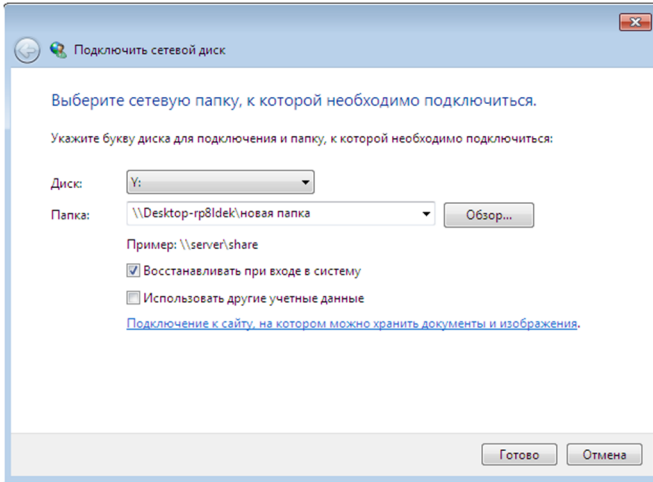 Подключить сетевой диск
Выберите сетевую папку, к которой необходимо подключиться.
Укажите букву диска для подключения и папку, к которой необходимо подключиться:
Диск: Y:
Папка: \\Desktop-rp8ldek\новая папка Обзор...
Пример: \\server\share
Восстанавливать при входе в систему
Использовать другие учетные данные
Подключение к сайту, на котором можно хранить документы и изображения.
Готово Отмена